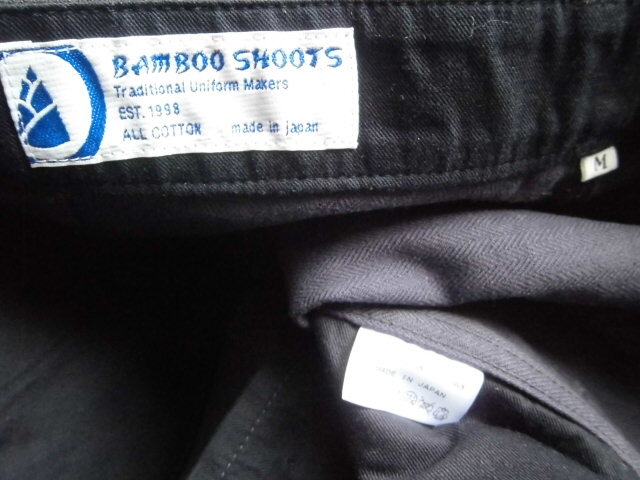 BAMBOO SHOOTS
Traditional Uniform Makers
EST. 1998
ALL COTTON made in japan
M
MADE IN JAPAN